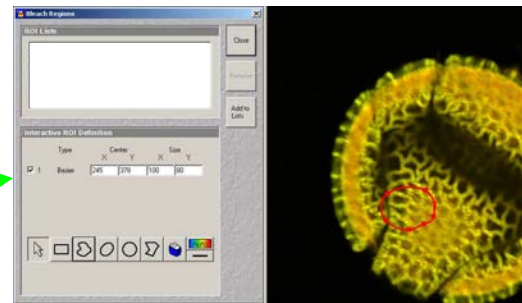 Bleach Regions
ROI Lists
Close
Remove
Add to
Lists
Interactive ROI Definition
Type Center Size
X Y X Y
1 Bezier 245 378 100 80